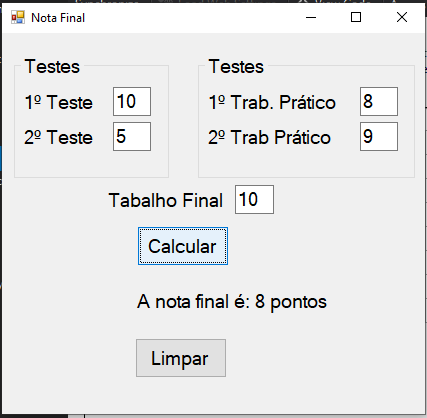 Nota Final
Testes
1º Teste 10
2º Teste 5
Testes
1º Trab. Prático 8
2º Trab Prático 9
Tabalho Final 10
Calcular
A nota final é: 8 pontos
Limpar